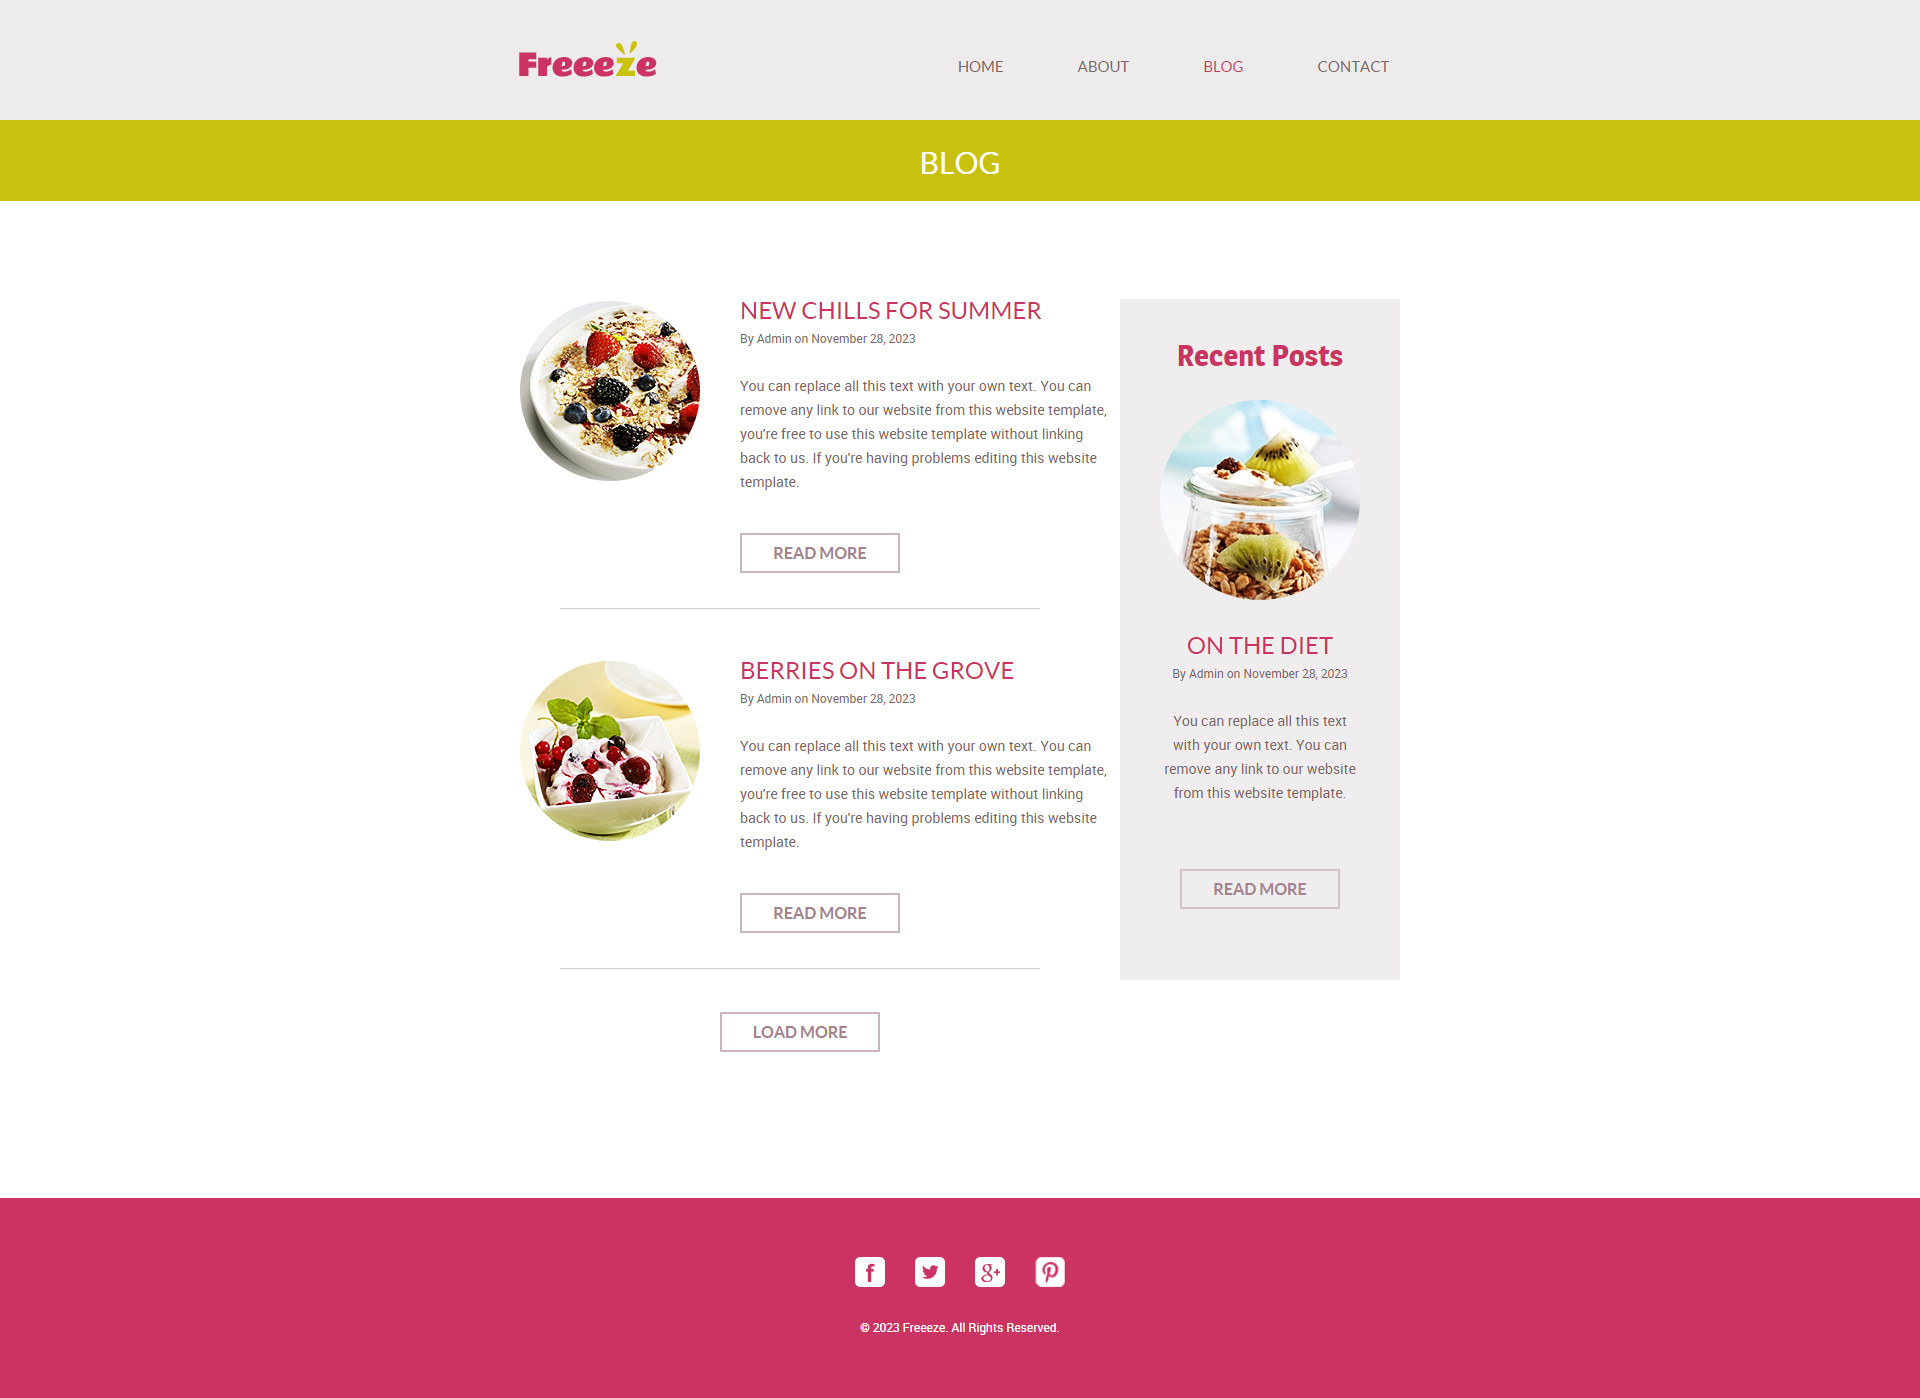 Freeeze
HOME ABOUT BLOG CONTACT
BLOG
NEW CHILLS FOR SUMMER
By Admin on November 28, 2023
You can replace all this text with your own text. You can
remove any link to our website from this website template,
you're free to use this website template without linking
back to us. If you're having problems editing this website
template.
READ MORE
BERRIES ON THE GROVE
By Admin on November 28, 2023
You can replace all this text with your own text. You can
remove any link to our website from this website template,
you're free to use this website template without linking
back to us. If you're having problems editing this website
template.
READ MORE
LOAD MORE
Recent Posts
ON THE DIET
By Admin on November 28, 2023
You can replace all this text
with your own text. You can
remove any link to our website
from this website template.
READ MORE
© 2023 Freeeze. All Rights Reserved.